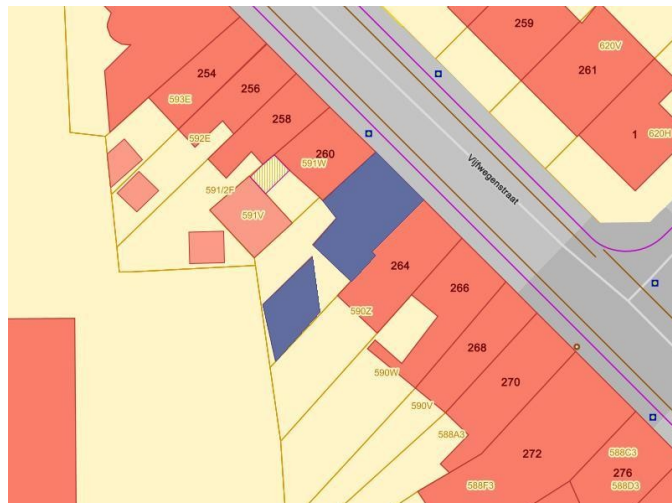 259
620V
261
1
620H
254
593E
256
592E
258
591W
260
Vijfwegenstraat
591/2F
591V
264
590Z
266
268
590W
270
590V
588A3
272
588F3
588C3
276
588D3